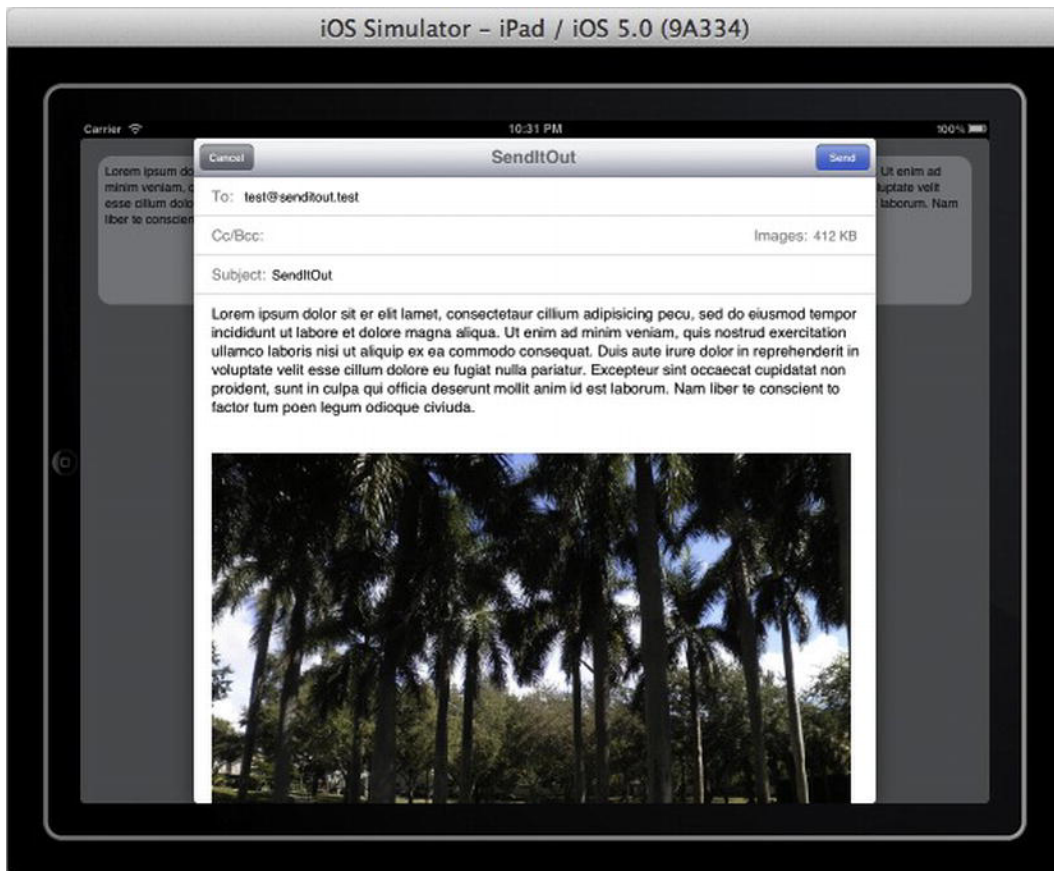 iOS Simulator – iPad / iOS 5.0 (9A334)
Carrier 10:31 PM 100%
Cancel SendItOut Send
Lorem ipsum do
minim veniam, c
esse cillum dolo
liber te conscien
Ut enim ad
luptate velit
laborum. Nam
To: test@senditout.test
Cc/Bcc: Images: 412 KB
Subject: SendItOut
Lorem ipsum dolor sit er elit lamet, consectetaur cillium adipisicing pecu, sed do eiusmod tempor
incididunt ut labore et dolore magna aliqua. Ut enim ad minim veniam, quis nostrud exercitation
ullamco laboris nisi ut aliquip ex ea commodo consequat. Duis aute irure dolor in reprehenderit in
voluptate velit esse cillum dolore eu fugiat nulla pariatur. Excepteur sint occaecat cupidatat non
proident, sunt in culpa qui officia deserunt mollit anim id est laborum. Nam liber te conscient to
factor tum poen legum odioque civiuda.